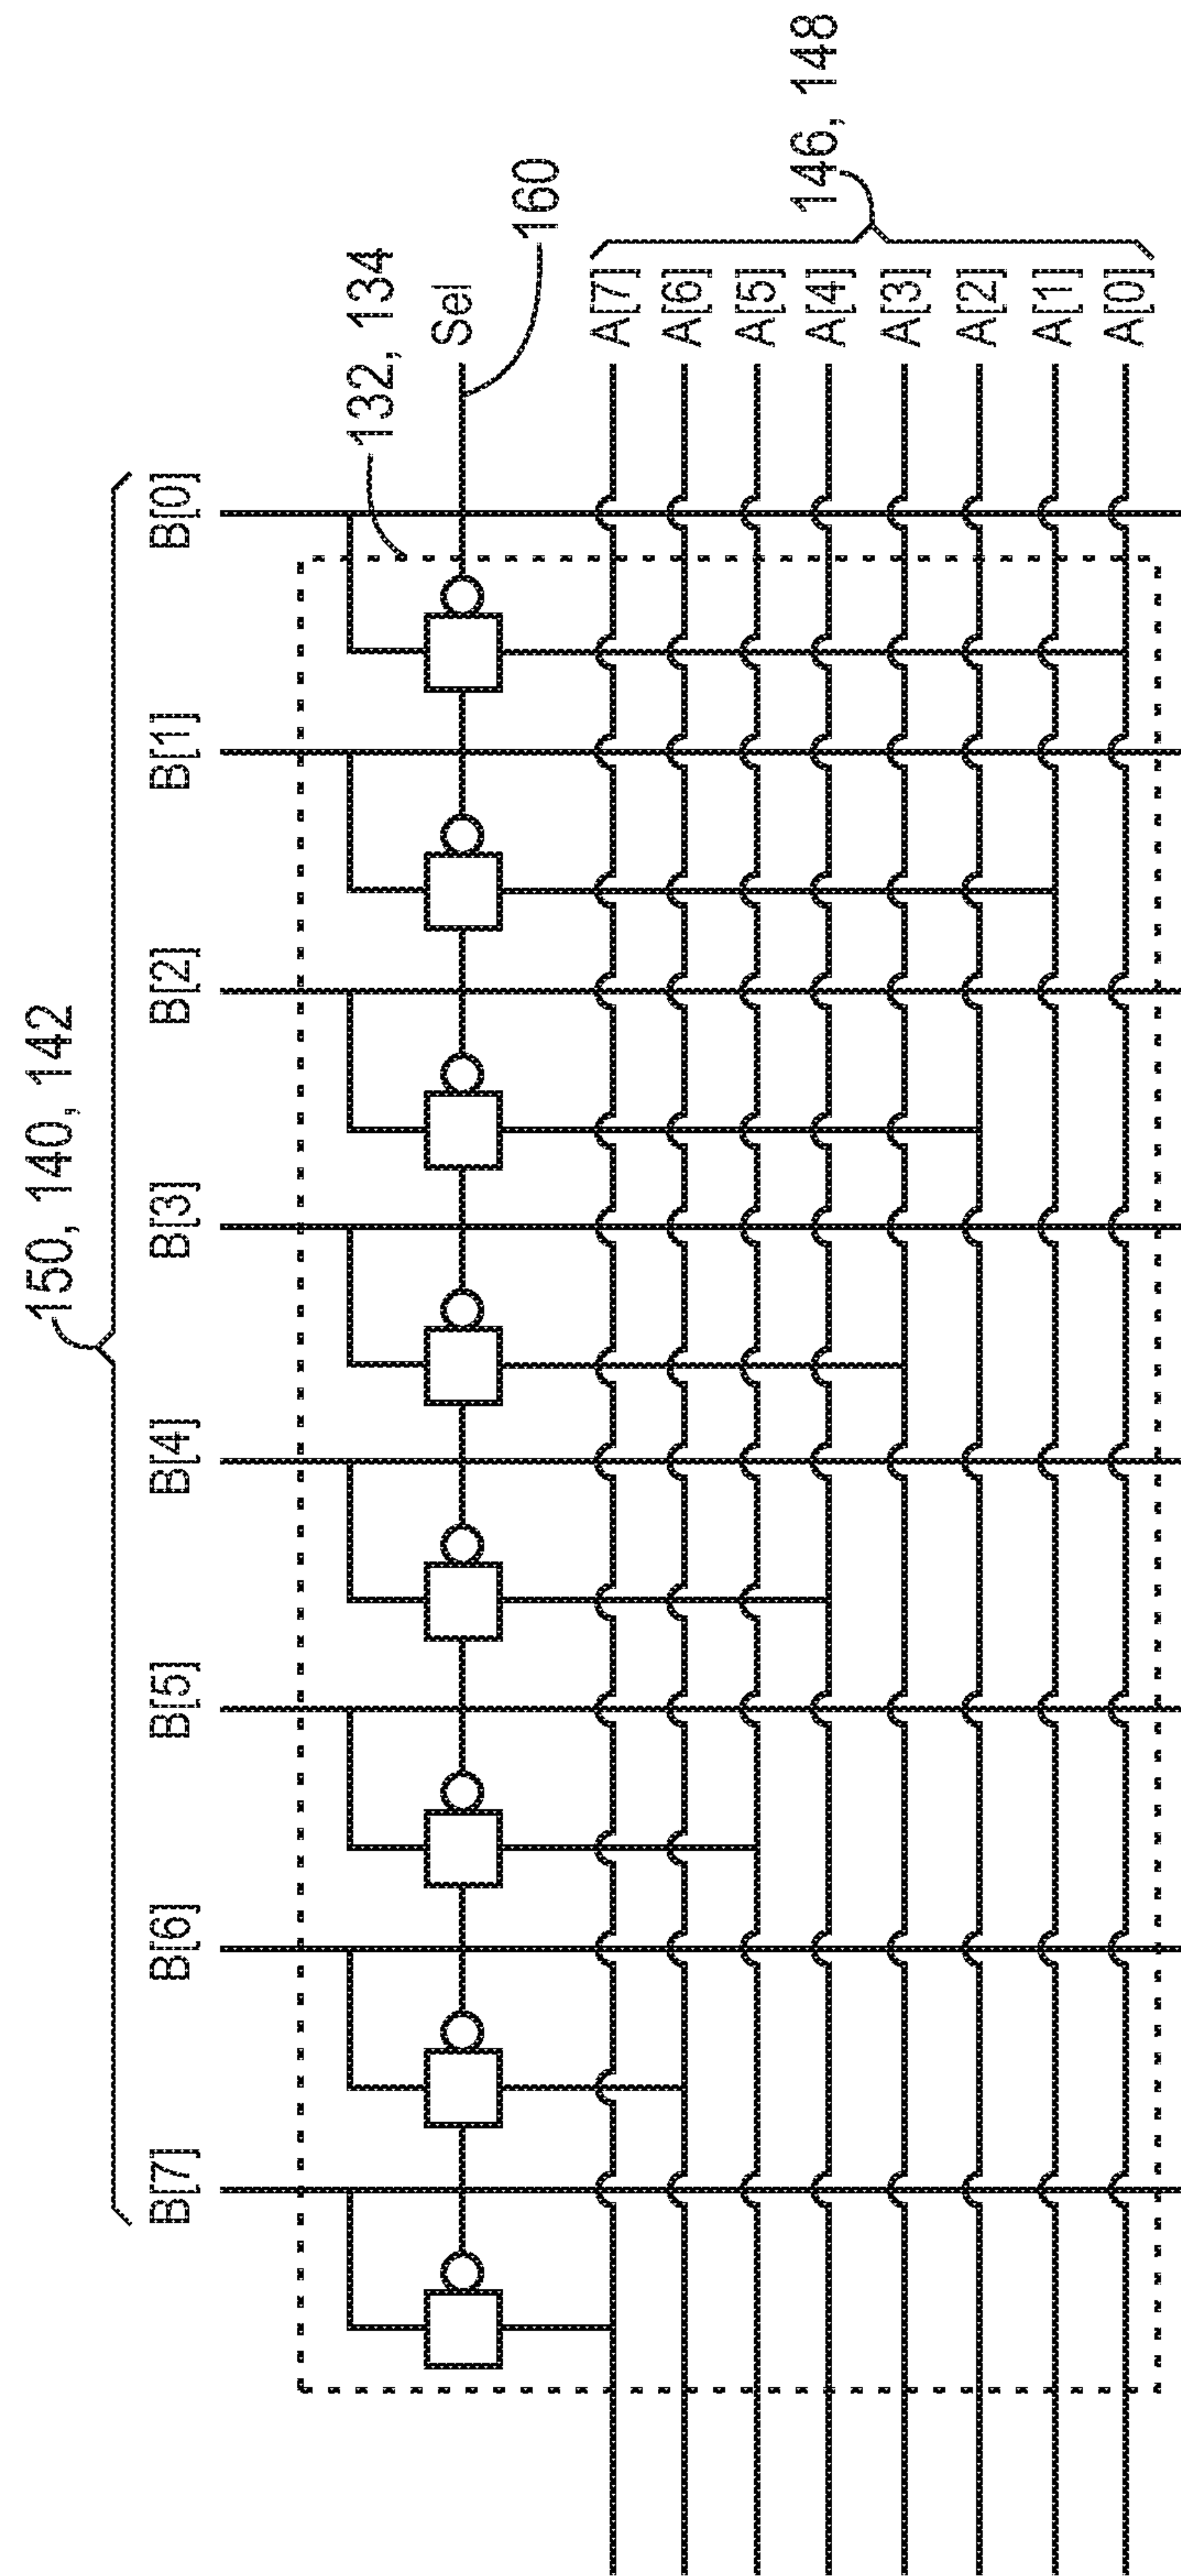 150, 140, 142
B[7] B[6] B[5] B[4] B[3] B[2] B[1] B[0]
132, 134
Sel
160
A[7]
A[6]
A[5]
A[4]
A[3]
A[2]
A[1]
A[0]
146, 148